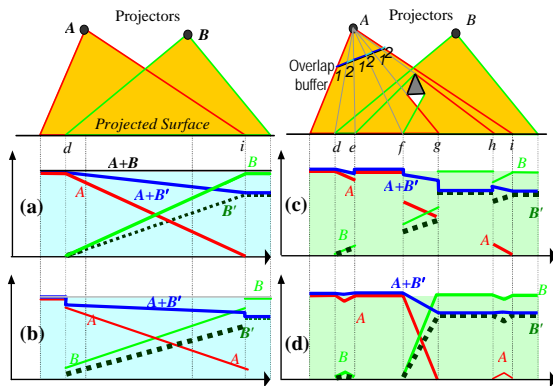 Projectors
A
B
Projected Surface
d
i
Projectors
A
B
Overlap
buffer
1 2 1 2 1 2
d e f g h i
(a)
A+B
A
A+B'
B
B'
(b)
A+B'
A
B
A
B
B'
(c)
A+B'
B
A
B
B'
(d)
A+B'
A
B
B
B'
A